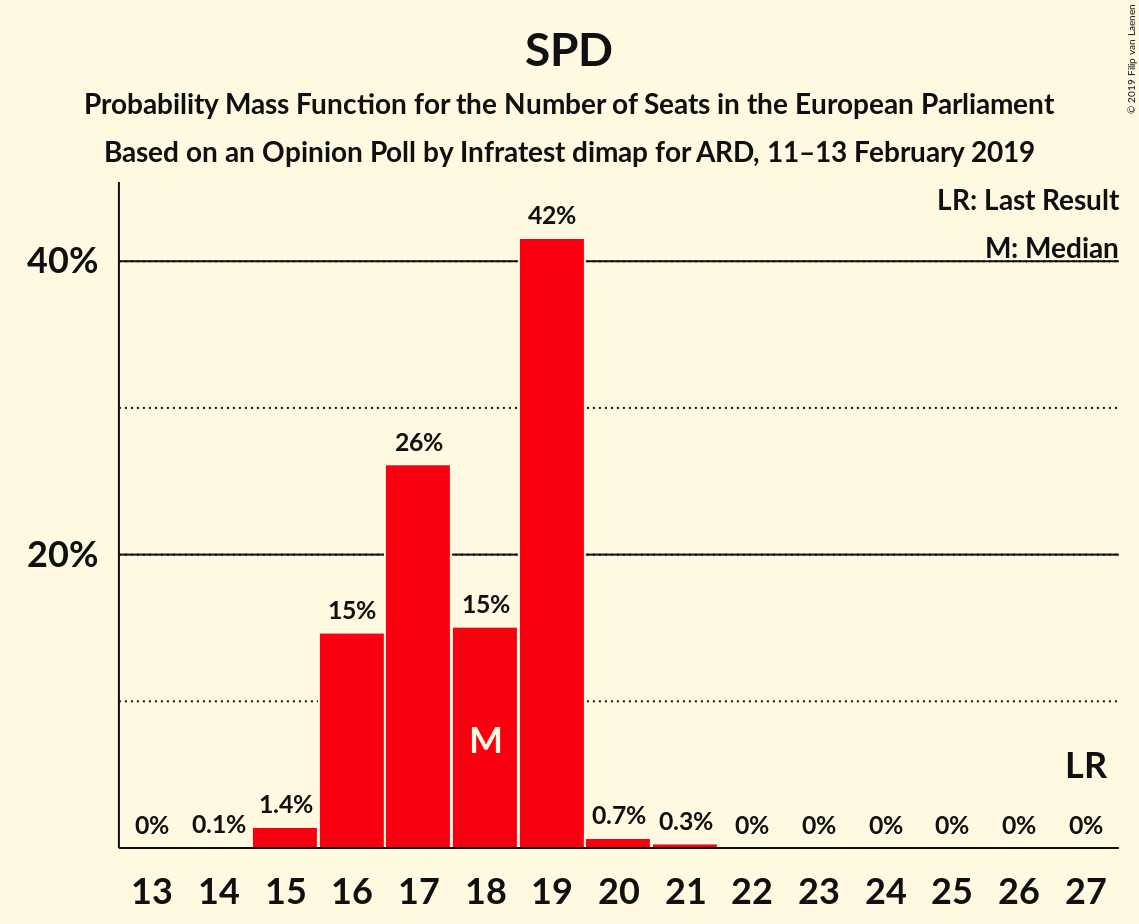 SPD
Probability Mass Function for the Number of Seats in the European Parliament
Based on an Opinion Poll by Infratest dimap for ARD, 11–13 February 2019
© 2019 Filip van Laenen
LR: Last Result
M: Median
40%
20%
0%
0.1%
1.4%
15%
26%
15%
42%
0.7%
0.3%
0%
0%
0%
0%
0%
0%
M
LR
13 14 15 16 17 18 19 20 21 22 23 24 25 26 27